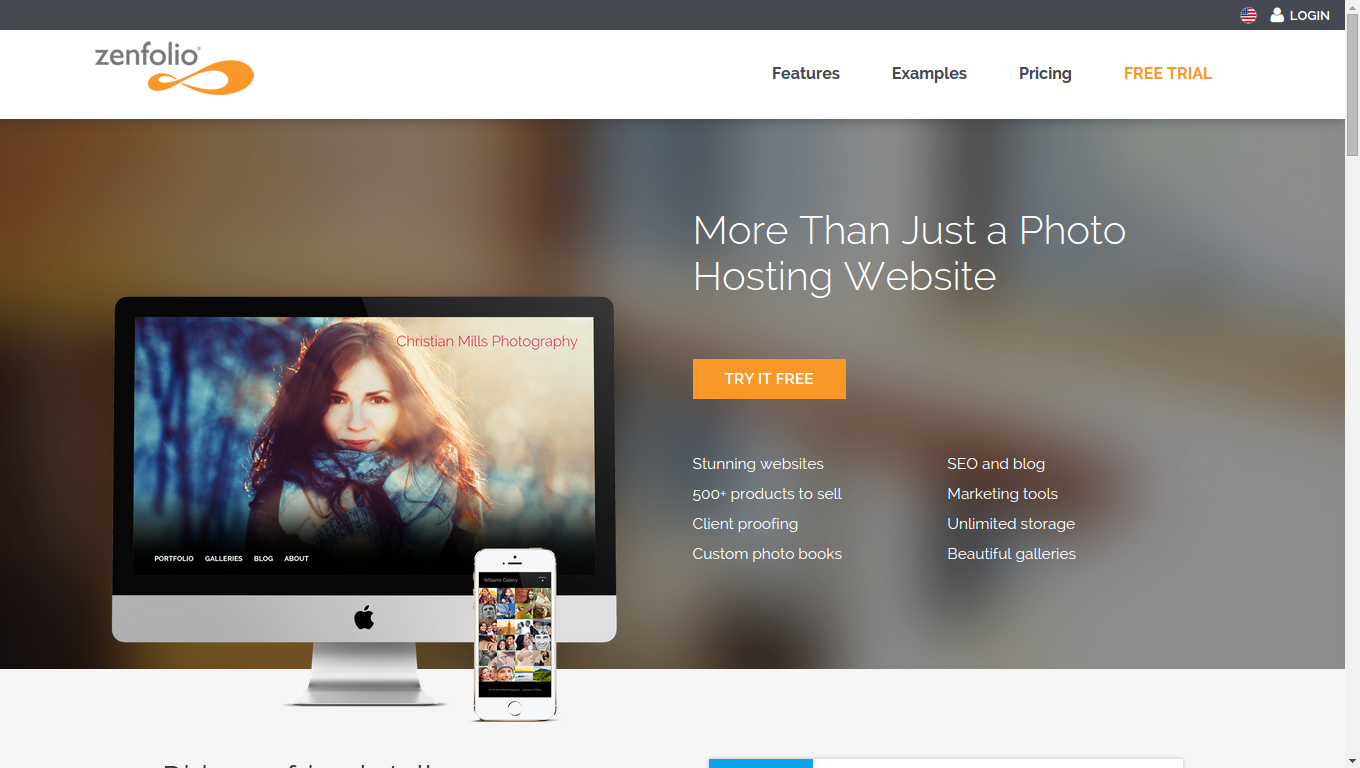 LOGIN
zenfolio
Features
Examples
Pricing
FREE TRIAL
More Than Just a Photo
Hosting Website
Christian Mills Photography
TRY IT FREE
Stunning websites
500+ products to sell
Client proofing
Custom photo books
SEO and blog
Marketing tools
Unlimited storage
Beautiful galleries
PORTFOLIO GALLERIES BLOG ABOUT
Williams Gallery